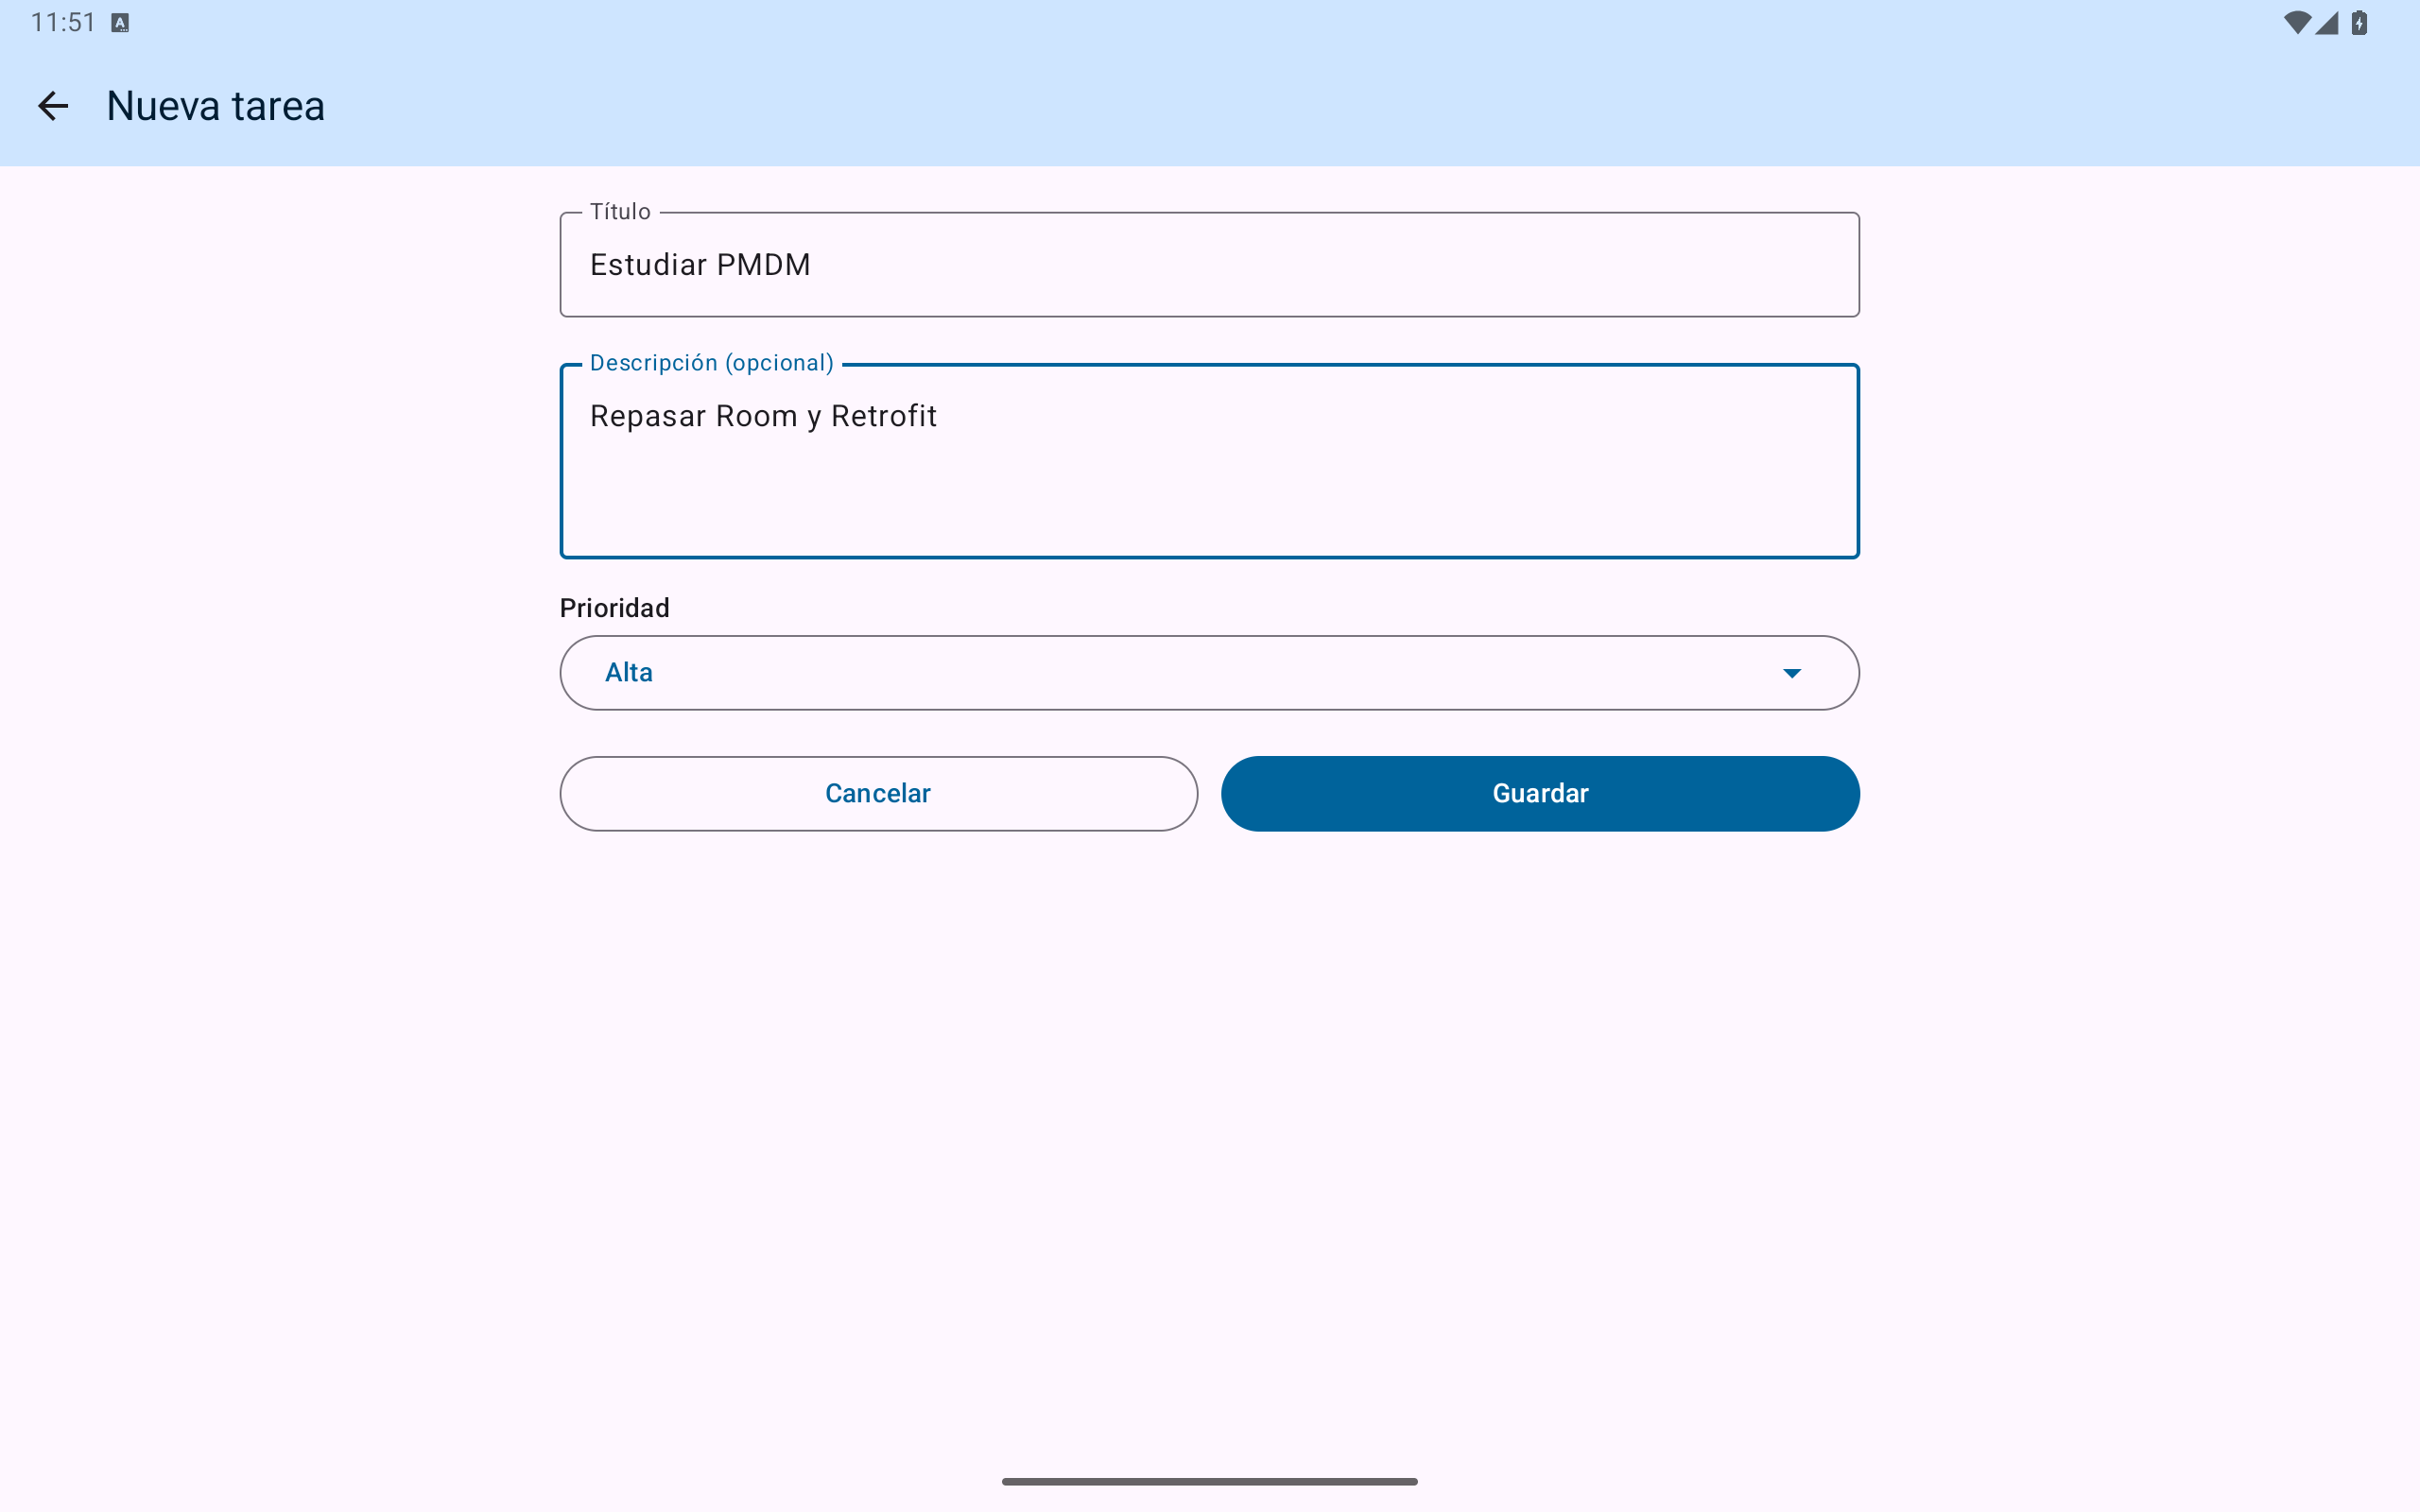 11:51
Nueva tarea
Título
Estudiar PMDM
Descripción (opcional)
Repasar Room y Retrofit
Prioridad
Alta
Cancelar
Guardar